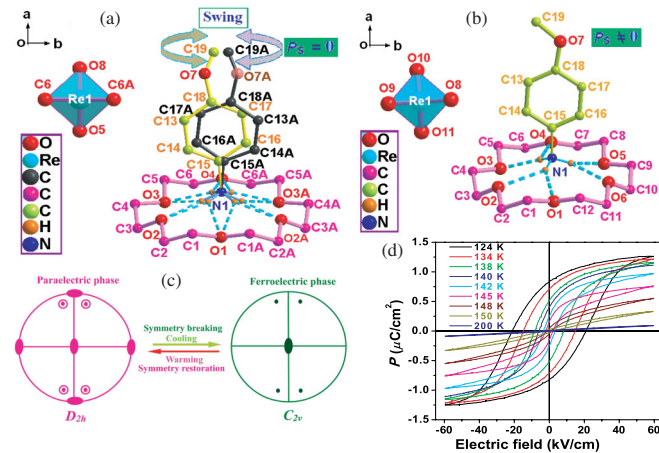 (a)
Swing
a
o
b
C19
C19A
Ps = 0
O7
O7A
O8
C6
C6A
Re1
O5
C18
C18A
C17A
C17
C13
C13A
C16A
C16
C14
C14A
C15
C15A
O4
C5
C6
C6A
C5A
C4
O3
N1
O3A
C4A
C3
O2
O2A
C3A
C2
C1
O1
C1A
C2A
O
Re
C
C
C
H
N
(b)
a
o
b
C19
O7
Ps ≠ 0
O10
O9
O8
Re1
O11
C18
C13
C17
C14
C16
C15
O4
C5
C6
C7
C8
C4
O3
N1
O5
C9
C3
O2
O6
C10
C2
C1
O1
C12
C11
O
Re
C
C
H
N
(c)
Paraelectric phase
Ferroelectric phase
Symmetry breaking
Cooling
Warming
Symmetry restoration
D2h
C2v
(d)
P (μC/cm²)
1.5
1.0
0.5
0.0
-0.5
-1.0
-1.5
124 K
134 K
138 K
140 K
142 K
145 K
148 K
150 K
200 K
-60 -40 -20 0 20 40 60
Electric field (kV/cm)